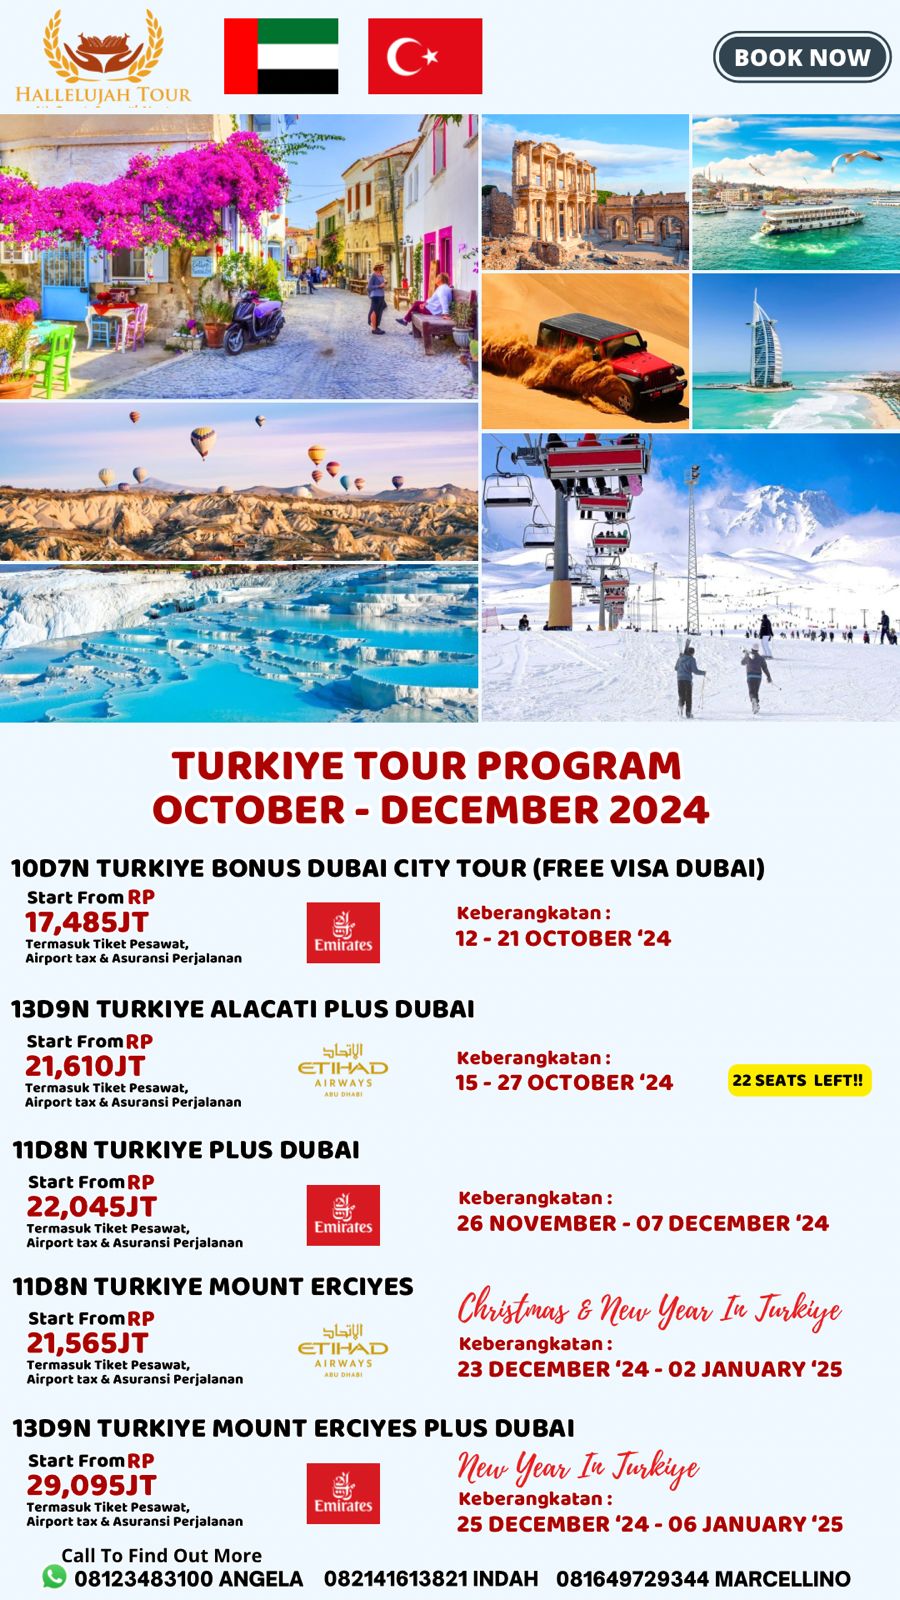 HALLELUJAH TOUR
BOOK NOW
TURKIYE TOUR PROGRAM
OCTOBER - DECEMBER 2024
10D7N TURKIYE BONUS DUBAI CITY TOUR (FREE VISA DUBAI)
Start From RP
17,485JT
Termasuk Tiket Pesawat,
Airport tax & Asuransi Perjalanan
Emirates
Keberangkatan :
12 - 21 OCTOBER ‘24
13D9N TURKIYE ALACATI PLUS DUBAI
Start From RP
21,610JT
Termasuk Tiket Pesawat,
Airport tax & Asuransi Perjalanan
الإتحاد
ETIHAD
AIRWAYS
ABU DHABI
Keberangkatan :
15 - 27 OCTOBER ‘24
22 SEATS LEFT!!
11D8N TURKIYE PLUS DUBAI
Start From RP
22,045JT
Termasuk Tiket Pesawat,
Airport tax & Asuransi Perjalanan
Emirates
Keberangkatan :
26 NOVEMBER - 07 DECEMBER ‘24
11D8N TURKIYE MOUNT ERCIYES
Start From RP
21,565JT
Termasuk Tiket Pesawat,
Airport tax & Asuransi Perjalanan
الإتحاد
ETIHAD
AIRWAYS
ABU DHABI
Christmas & New Year In Turkiye
Keberangkatan :
23 DECEMBER ‘24 - 02 JANUARY ‘25
13D9N TURKIYE MOUNT ERCIYES PLUS DUBAI
Start From RP
29,095JT
Termasuk Tiket Pesawat,
Airport tax & Asuransi Perjalanan
Emirates
New Year In Turkiye
Keberangkatan :
25 DECEMBER ‘24 - 06 JANUARY ‘25
Call To Find Out More
08123483100 ANGELA 082141613821 INDAH 081649729344 MARCELLINO